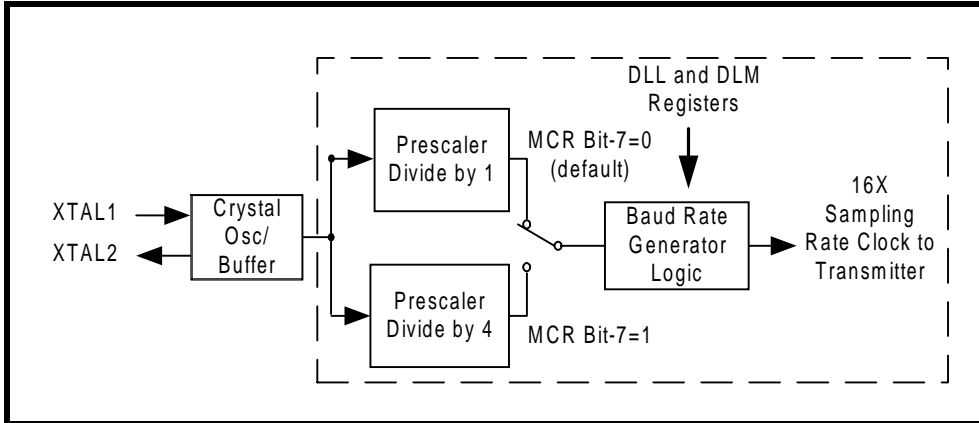 DLL and DLM
Registers
Prescaler
Divide by 1
MCR Bit-7=0
(default)
XTAL1
XTAL2
Crystal
Osc/
Buffer
Baud Rate
Generator
Logic
16X
Sampling
Rate Clock to
Transmitter
Prescaler
Divide by 4
MCR Bit-7=1